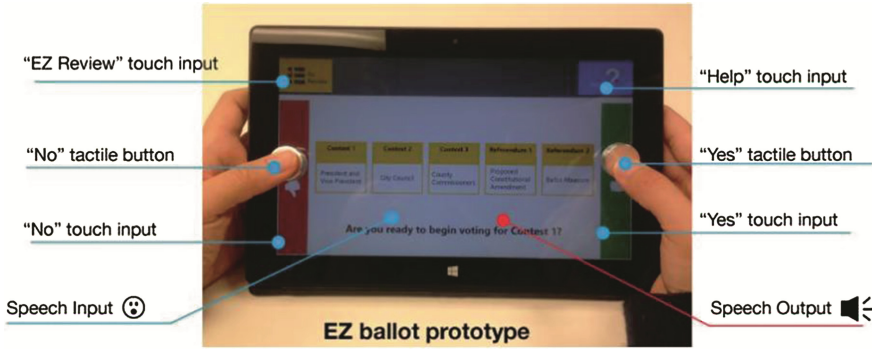 “EZ Review” touch input
“Help” touch input
“No” tactile button
“Yes” tactile button
“No” touch input
“Yes” touch input
Speech Input
Speech Output
EZ
Review
?
Contest 1
President and
Vice-President
Contest 2
City Council
Contest 3
County
Commissioners
Referendum 1
Proposed
Constitutional
Amendment
Referendum 2
Ballot Measure
Are you ready to begin voting for Contest 1?
EZ ballot prototype